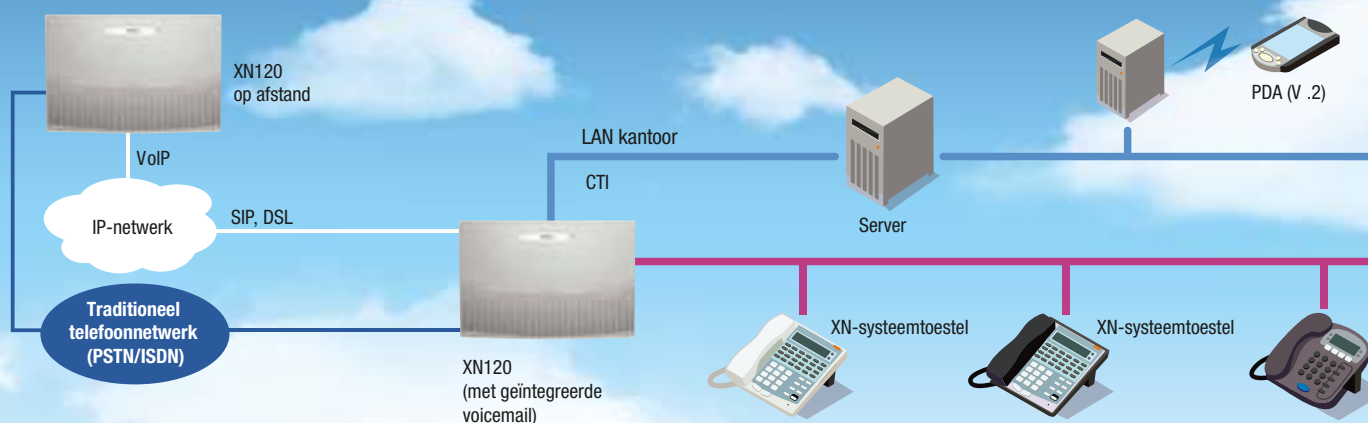 XN120
op afstand
VoIP
IP-netwerk
SIP, DSL
Traditioneel
telefoonnetwerk
(PSTN/ISDN)
XN120
(met geïntegreerde
voicemail)
LAN kantoor
CTI
Server
PDA (V .2)
XN-systeemtoestel
XN-systeemtoestel